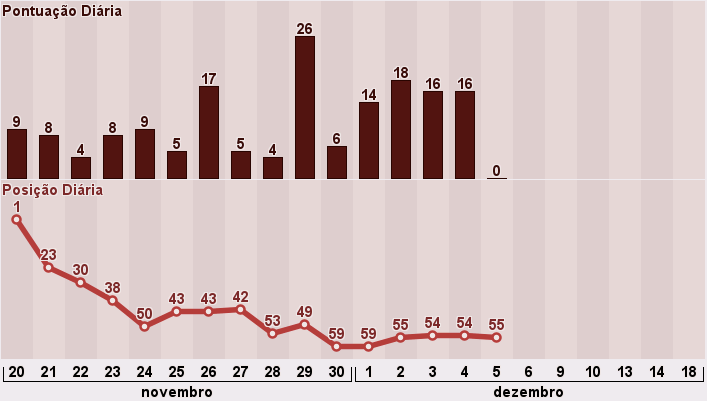 Pontuação Diária
9 8 4 8 9 5 17 5 4 26 6 14 18 16 16 0
Posição Diária
1 23 30 38 50 43 43 42 53 49 59 59 55 54 54 55
20 21 22 23 24 25 26 27 28 29 30 1 2 3 4 5 6 9 10 13 14 18
novembro dezembro